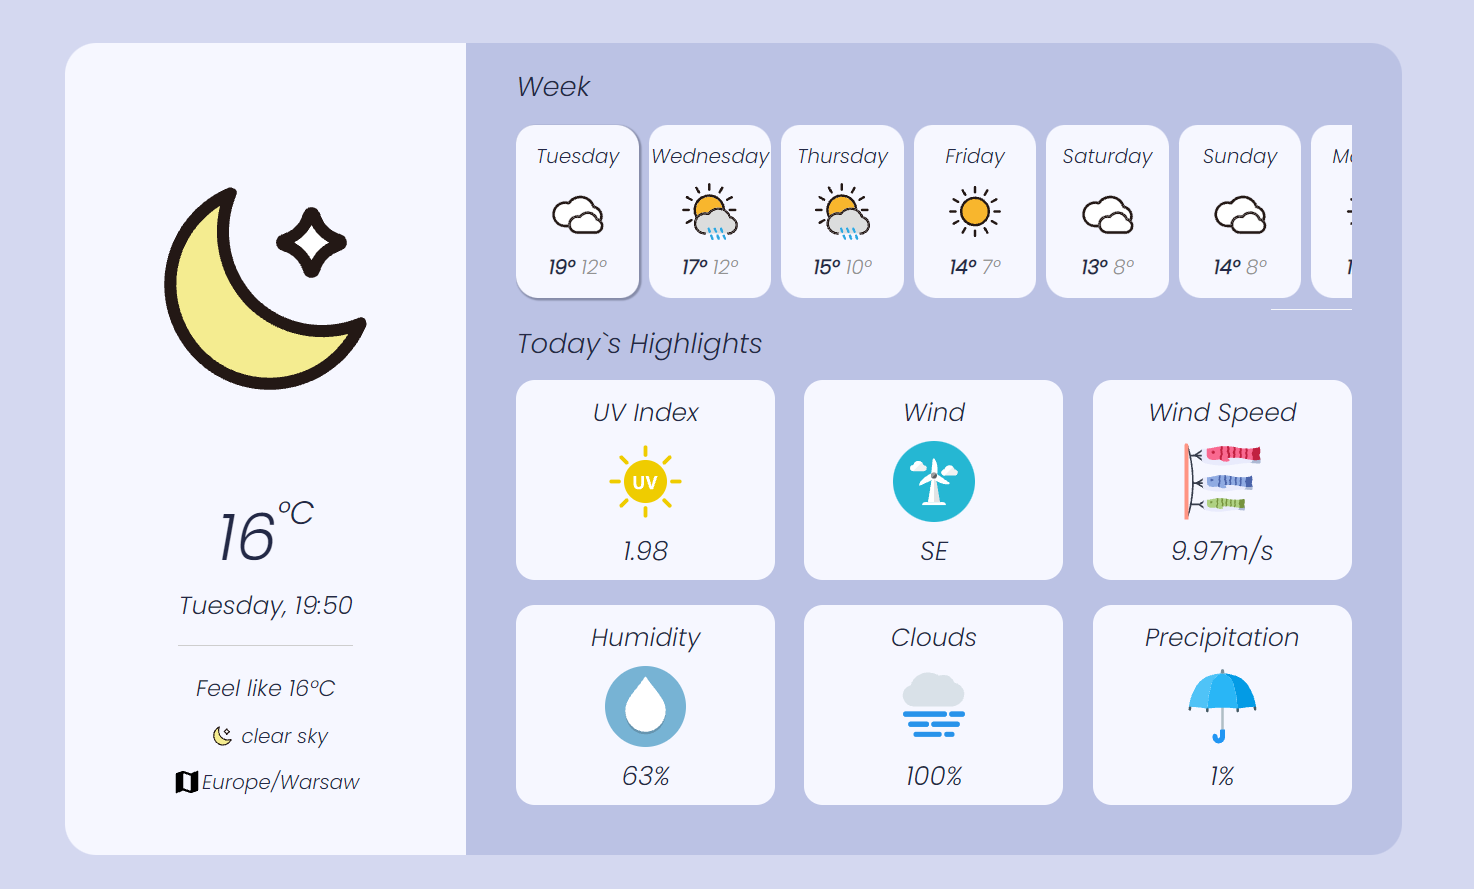 16°C
Tuesday, 19:50
Feel like 16°C
clear sky
Europe/Warsaw
Week
Tuesday
19° 12°
Wednesday
17° 12°
Thursday
15° 10°
Friday
14° 7°
Saturday
13° 8°
Sunday
14° 8°
Today`s Highlights
UV Index
UV
1.98
Wind
SE
Wind Speed
9.97m/s
Humidity
63%
Clouds
100%
Precipitation
1%